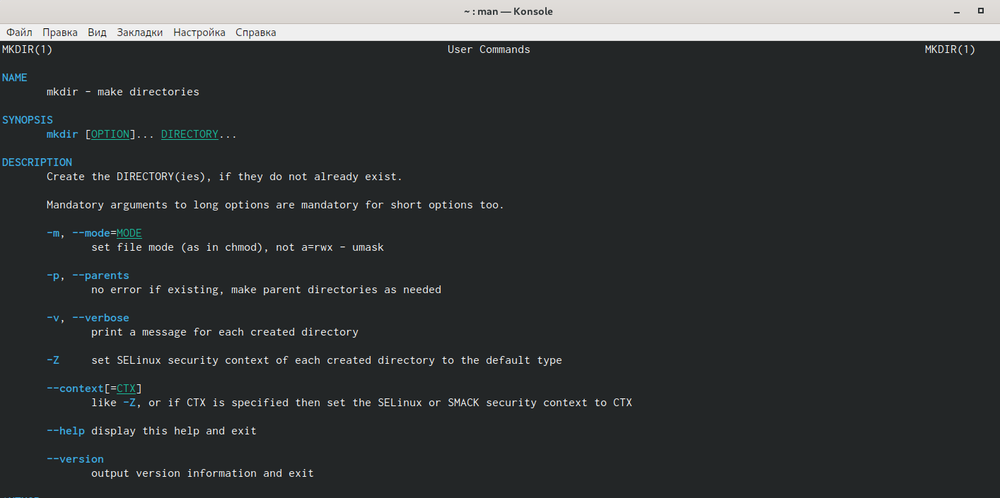 ~ : man — Konsole
Файл Правка Вид Закладки Настройка Справка
MKDIR(1) User Commands MKDIR(1)
NAME
mkdir - make directories
SYNOPSIS
mkdir [OPTION]... DIRECTORY...
DESCRIPTION
Create the DIRECTORY(ies), if they do not already exist.
Mandatory arguments to long options are mandatory for short options too.
-m, --mode=MODE
set file mode (as in chmod), not a=rwx - umask
-p, --parents
no error if existing, make parent directories as needed
-v, --verbose
print a message for each created directory
-Z set SELinux security context of each created directory to the default type
--context[=CTX]
like -Z, or if CTX is specified then set the SELinux or SMACK security context to CTX
--help display this help and exit
--version
output version information and exit